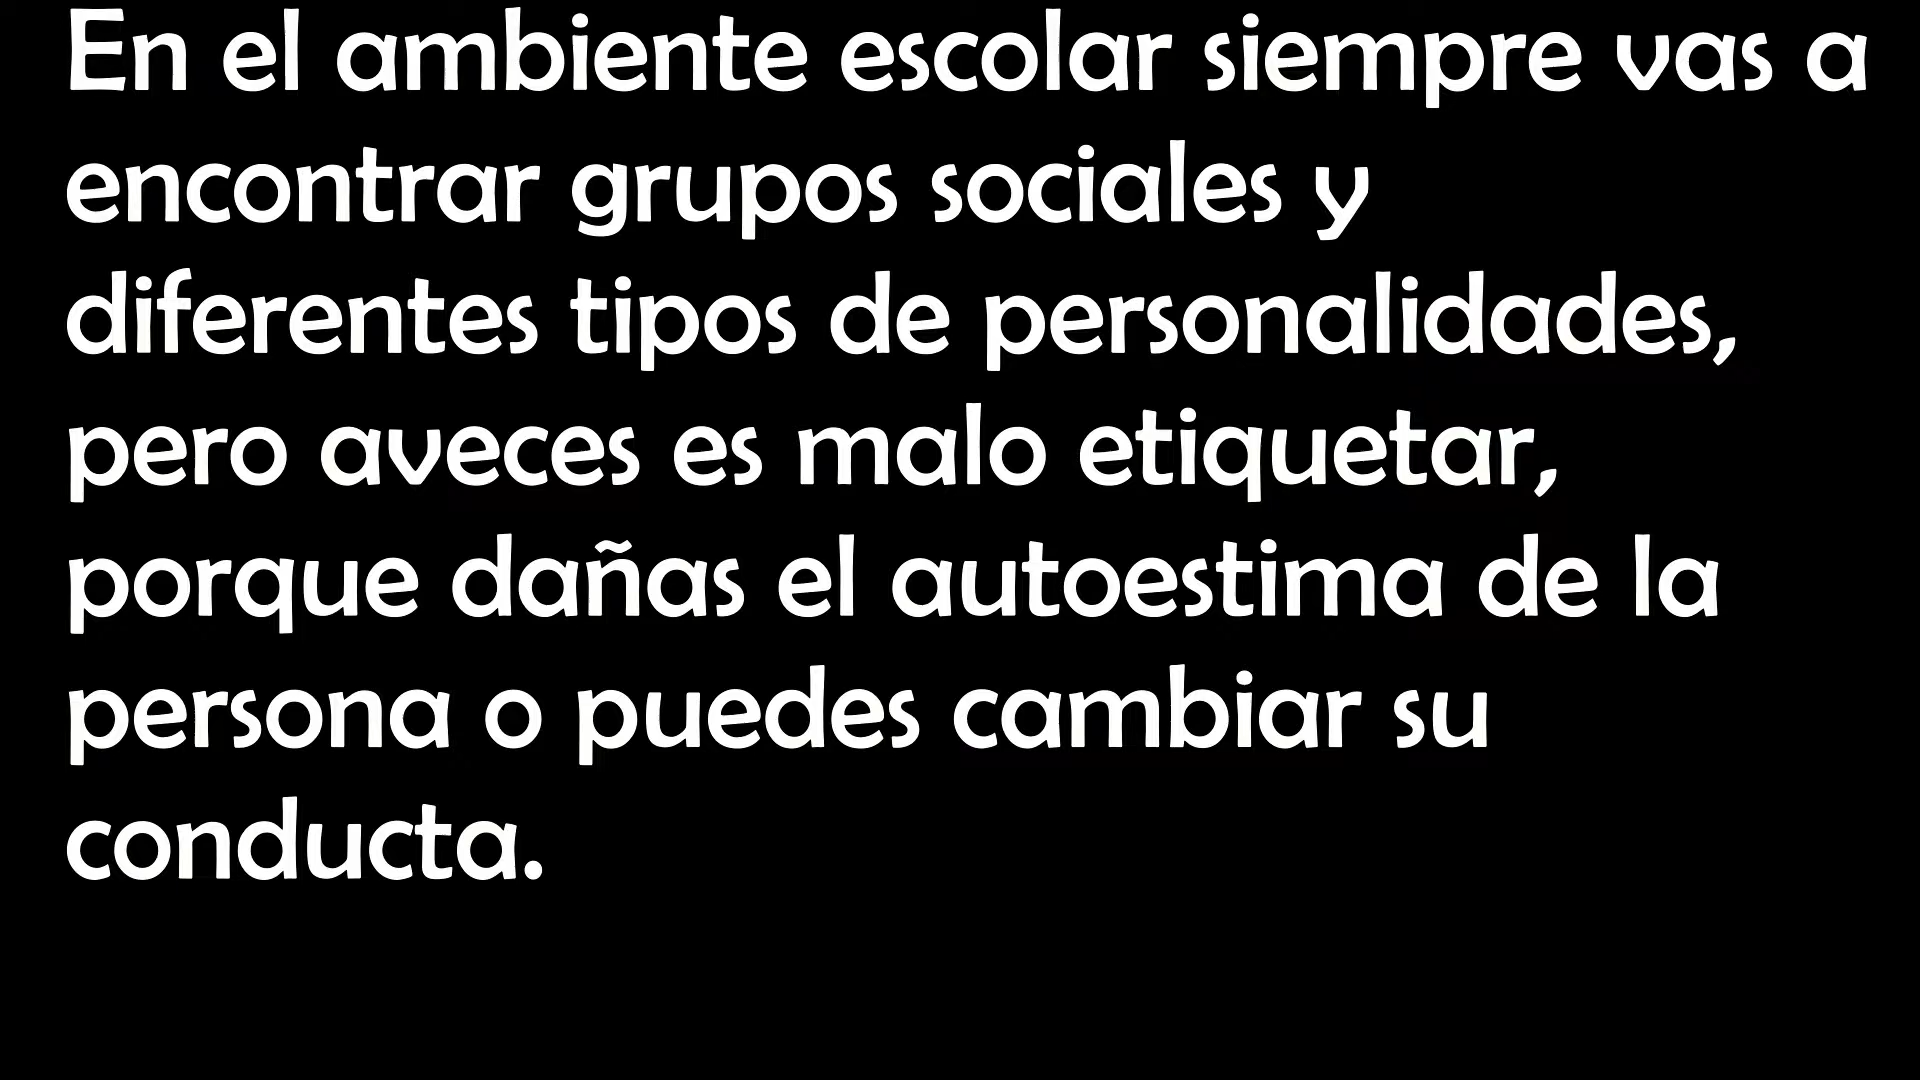 En el ambiente escolar siempre vas a
encontrar grupos sociales y
diferentes tipos de personalidades,
pero aveces es malo etiquetar,
porque dañas el autoestima de la
persona o puedes cambiar su
conducta.